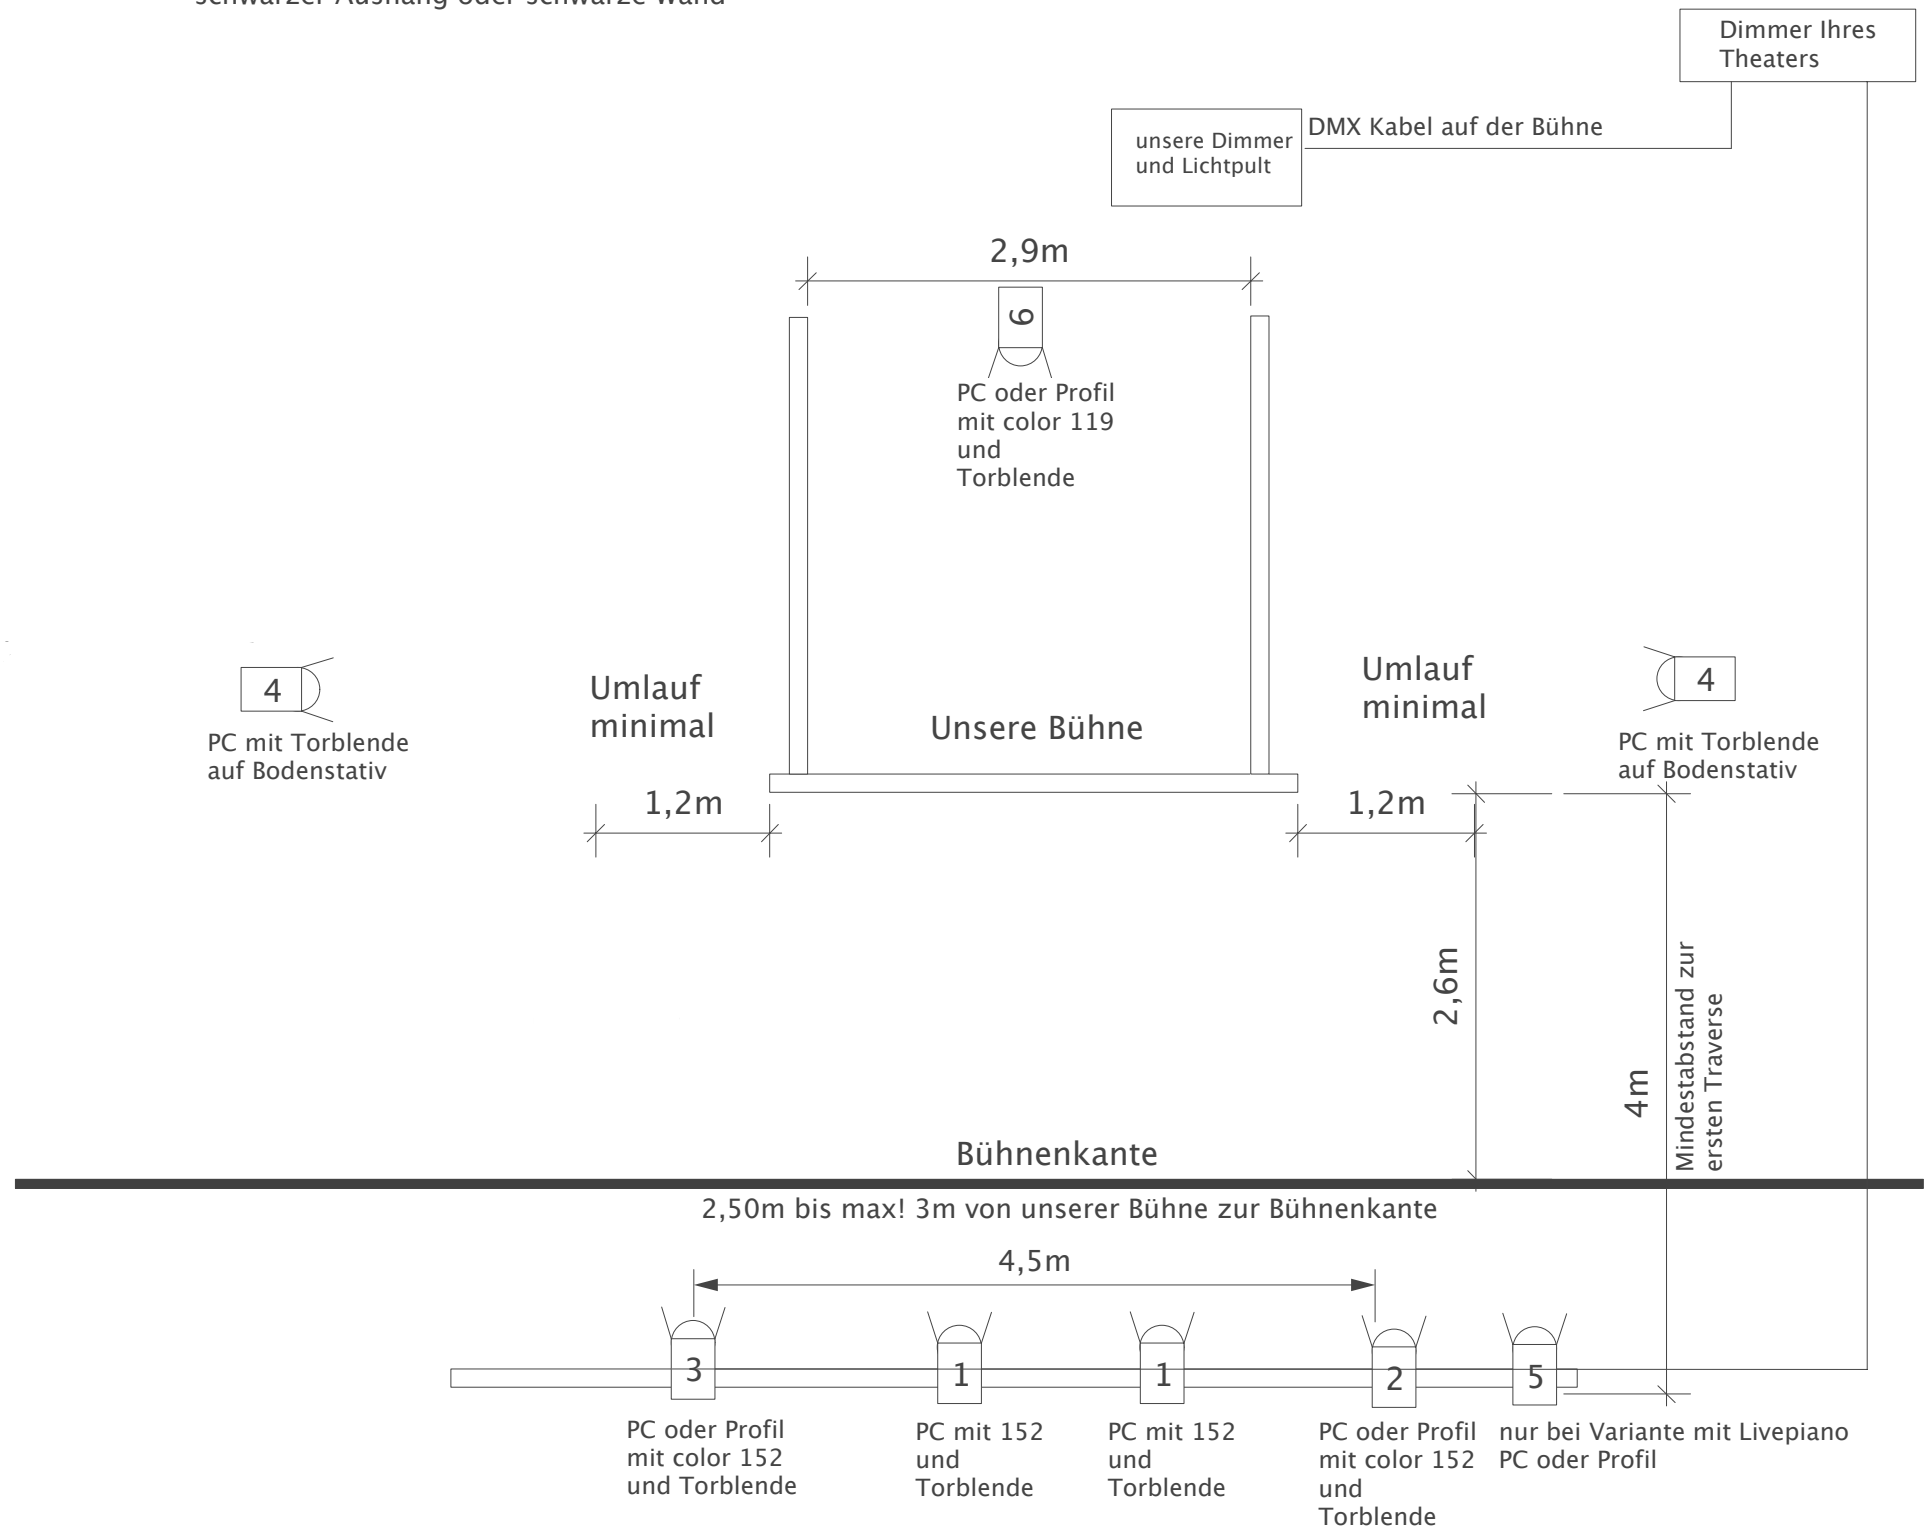 schwarzer Aushang oder schwarze Wand
Dimmer Ihres
Theaters
DMX Kabel auf der Bühne
unsere Dimmer
und Lichtpult
2,9m
6
PC oder Profil
mit color 119
und
Torblende
4
PC mit Torblende
auf Bodenstativ
Umlauf
minimal
Unsere Bühne
Umlauf
minimal
4
PC mit Torblende
auf Bodenstativ
1,2m
1,2m
2,6m
4m
Mindestabstand zur
ersten Traverse
Bühnenkante
2,50m bis max! 3m von unserer Bühne zur Bühnenkante
4,5m
3
1
1
2
5
PC oder Profil
mit color 152
und Torblende
PC mit 152
und
Torblende
PC mit 152
und
Torblende
PC oder Profil
mit color 152
und
Torblende
nur bei Variante mit Livepiano
PC oder Profil